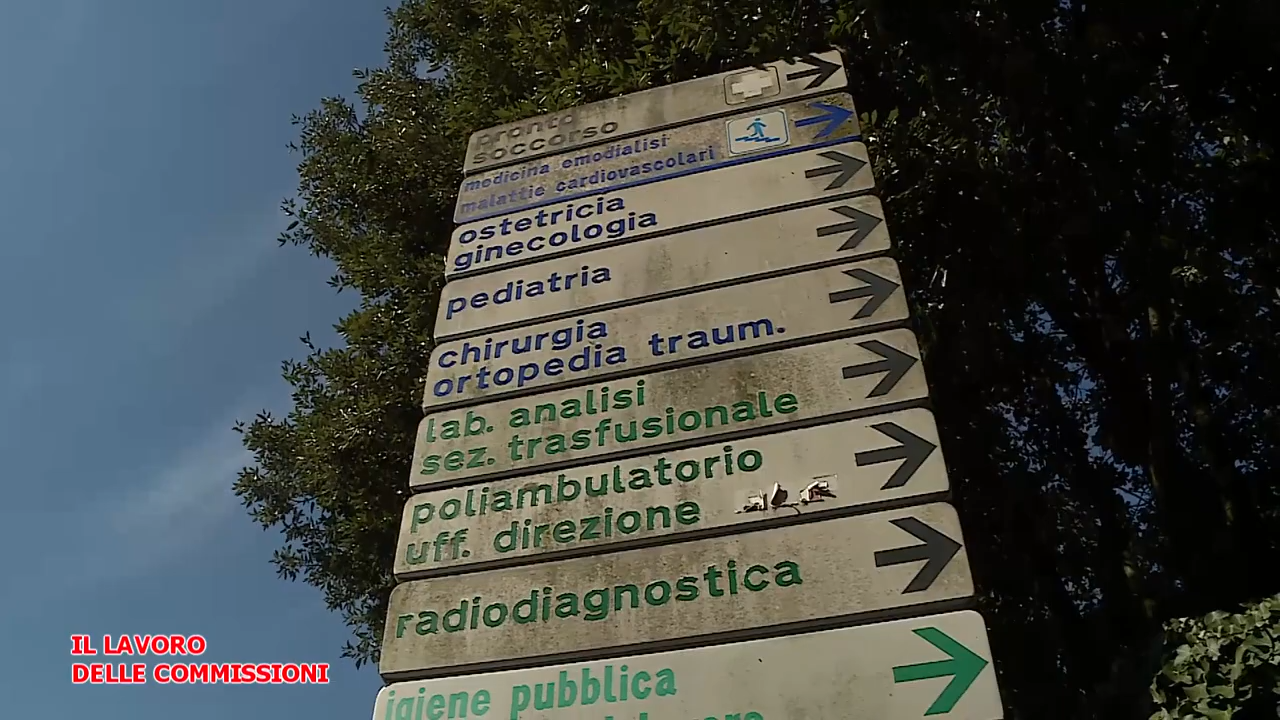 pronto
soccorso
medicina emodialisi
malattie cardiovascolari
ostetricia
ginecologia
pediatria
chirurgia
ortopedia traum.
lab. analisi
sez. trasfusionale
poliambulatorio
uff. direzione
radiodiagnostica
igiene pubblica
IL LAVORO
DELLE COMMISSIONI